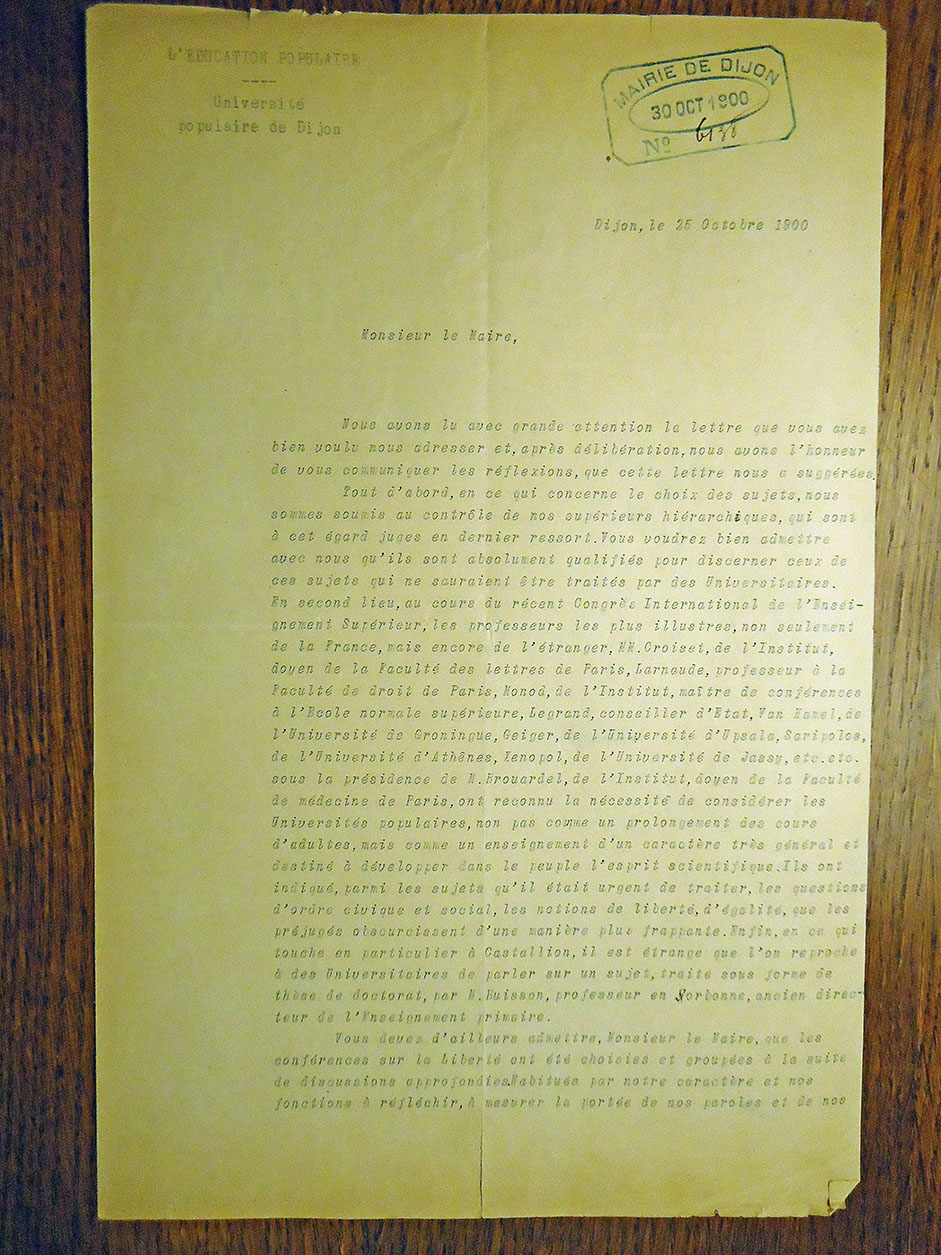 L'EDUCATION POPULAIRE
----
Université
populaire de Dijon
MAIRIE DE DIJON
30 OCT 1900
Nº 6136
Dijon, le 25 Octobre 1900
Monsieur le Maire,
Nous avons lu avec grande attention la lettre que vous avez
bien voulu nous adresser et,après délibération,nous avons l'honneur
de vous communiquer les réflexions,que cette lettre nous a suggérées.
Tout d'abord,en ce qui concerne le choix des sujets,nous
sommes soumis au contrôle de nos supérieurs hiérarchiques, qui sont
à cet égard juges en dernier ressort.Vous voudrez bien admettre
avec nous qu'ils sont absolument qualifiés pour discerner ceux de
ces sujets qui ne sauraient être traités par des Universitaires.
En second lieu,au cours du récent Congrès International de l'Ensei-
gnement Supérieur,les professeurs les plus illustres,non seulement
de la France,mais encore de l'étranger,MM.Croiset,de l'Institut,
doyen de la Faculté des lettres de Paris,Larnaude,professeur à la
Faculté de droit de Paris,Monod,de l'Institut,maître de conférences
à l'Ecole normale supérieure,Legrand,conseiller d'Etat,Van Hamel,de
l'Université de Groningue,Geiger,de l'Université d'Upsala,Saripolos,
de l'Université d'Athênes,Xenopol,de l'Université de Jassy,etc.etc.
sous la présidence de M.Brouardel,de l'Institut,doyen de la Faculté
de médecine de Paris,ont reconnu la nécessité de considérer les
Universités populaires,non pas comme un prolongement des cours
d'adultes,mais comme un enseignement d'un caractère très général et
destiné à développer dans le peuple l'esprit scientifique.Ils ont
indiqué,parmi les sujets qu'il était urgent de traiter,les questions
d'ordre civique et social,les notions de liberté,d'égalité,que les
préjugés obscurcissent d'une manière plus frappante.Enfin,en ce qui
touche en particulier à Castallion,il est étrange que l'on reproche
à des Universitaires de parler sur un sujet,traité sous forme de
thèse de doctorat,par M.Buisson,professeur en Sorbonne,ancien direc-
teur de l'Enseignement primaire.
Vous devez d'ailleurs admettre,Monsieur le Maire,que les
conférences sur la Liberté ont été choisies et groupées à la suite
de discussions approfondies.Habitués par notre caractère et nos
fonctions à réfléchir,à mesurer la portée de nos paroles et de nos